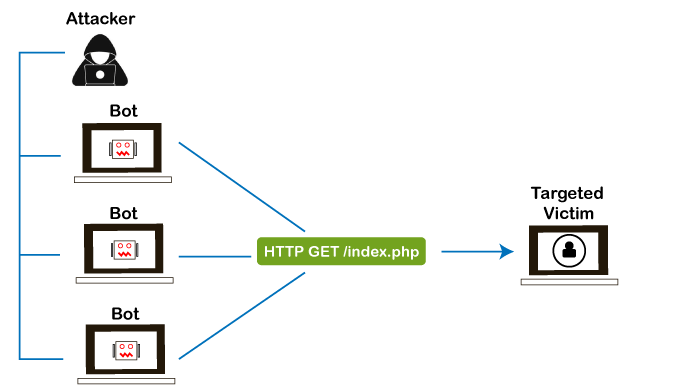 Attacker
Bot
Bot
Bot
HTTP GET /index.php
Targeted
Victim